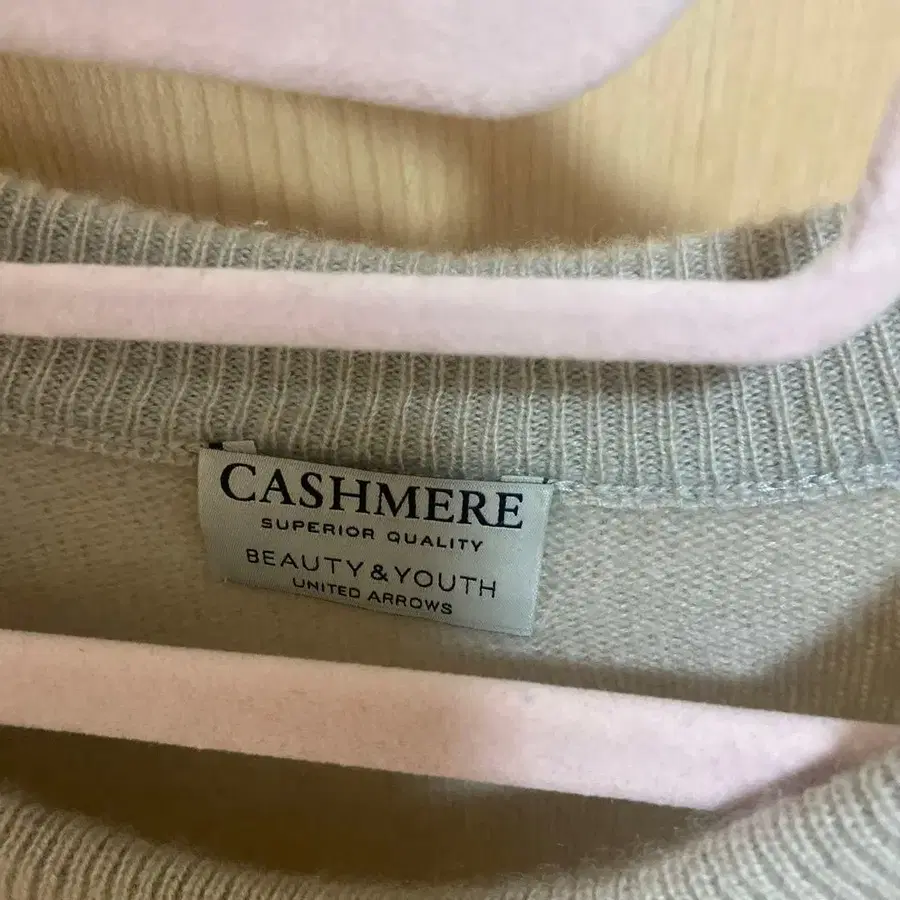 CASHMERE
SUPERIOR QUALITY
BEAUTY & YOUTH
UNITED ARROWS